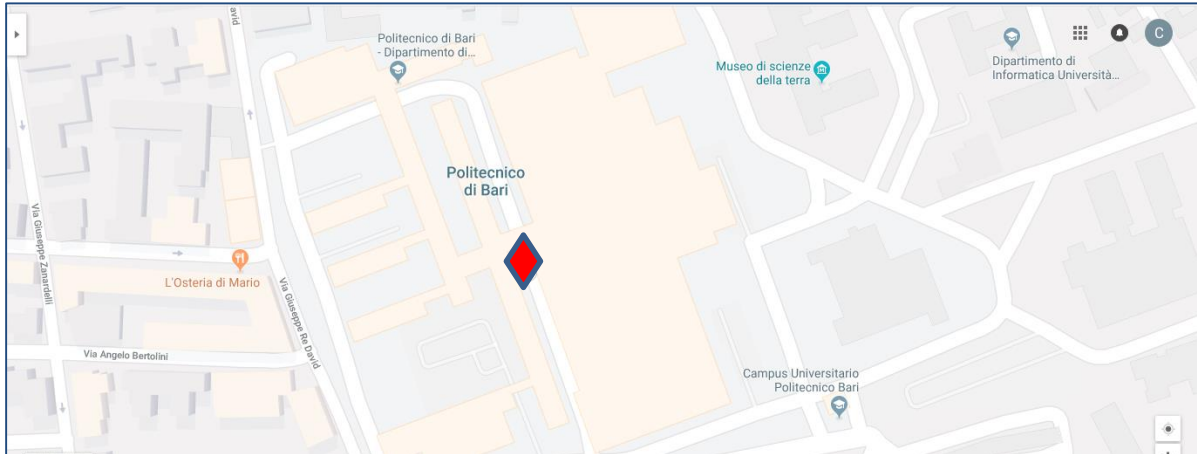 avid
Politecnico di Bari
- Dipartimento di...
Museo di scienze
della terra
C
Dipartimento di
Informatica Università...
Politecnico
di Bari
Via Giuseppe Zanardelli
L'Osteria di Mario
Via Giuseppe Re David
Via Angelo Bertolini
Campus Universitario
Politecnico Bari